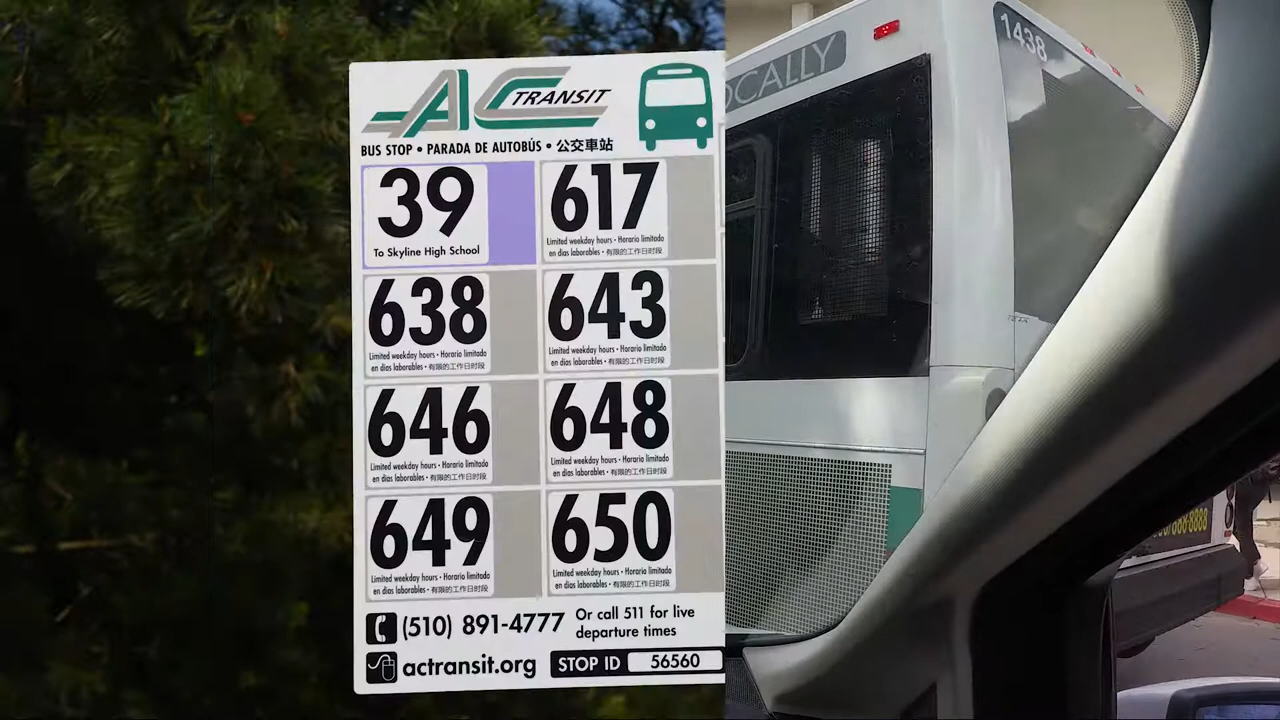 AC TRANSIT
BUS STOP • PARADA DE AUTOBÚS • 公交車站
39
To Skyline High School
617
Limited weekday hours • Horario limitado
en días laborables • 有限的工作日时段
638
Limited weekday hours • Horario limitado
en días laborables • 有限的工作日时段
643
Limited weekday hours • Horario limitado
en días laborables • 有限的工作日时段
646
Limited weekday hours • Horario limitado
en días laborables • 有限的工作日时段
648
Limited weekday hours • Horario limitado
en días laborables • 有限的工作日时段
649
Limited weekday hours • Horario limitado
en días laborables • 有限的工作日时段
650
Limited weekday hours • Horario limitado
en días laborables • 有限的工作日时段
(510) 891-4777
Or call 511 for live
departure times
actransit.org
STOP ID 56560
OCALLY
1438